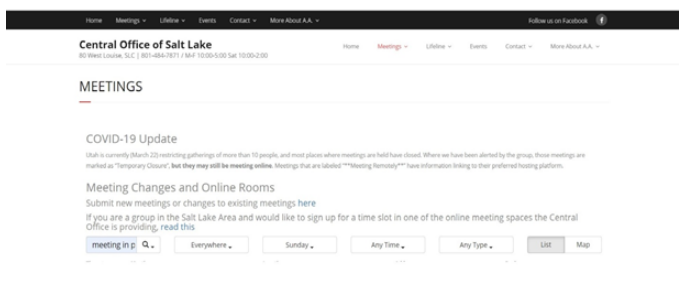 Home Meetings Lifeline Events Contact More About A.A. Follow us on Facebook f
Central Office of Salt Lake
80 West Louise, SLC | 801-484-7871 / M-F 10:00-5:00 Sat 10:00-2:00
Home Meetings Lifeline Events Contact More About A.A.
MEETINGS
COVID-19 Update
Utah is currently (March 22) restricting gatherings of more than 10 people, and most places where meetings are held have closed. Where we have been alerted by the group, those meetings are
marked as "Temporary Closure", but they may still be meeting online. Meetings that are labeled "**Meeting Remotely**" have information linking to their preferred hosting platform.
Meeting Changes and Online Rooms
Submit new meetings or changes to existing meetings here
If you are a group in the Salt Lake Area and would like to sign up for a time slot in one of the online meeting spaces the Central
Office is providing, read this
meeting in p Everywhere Sunday Any Time Any Type List Map